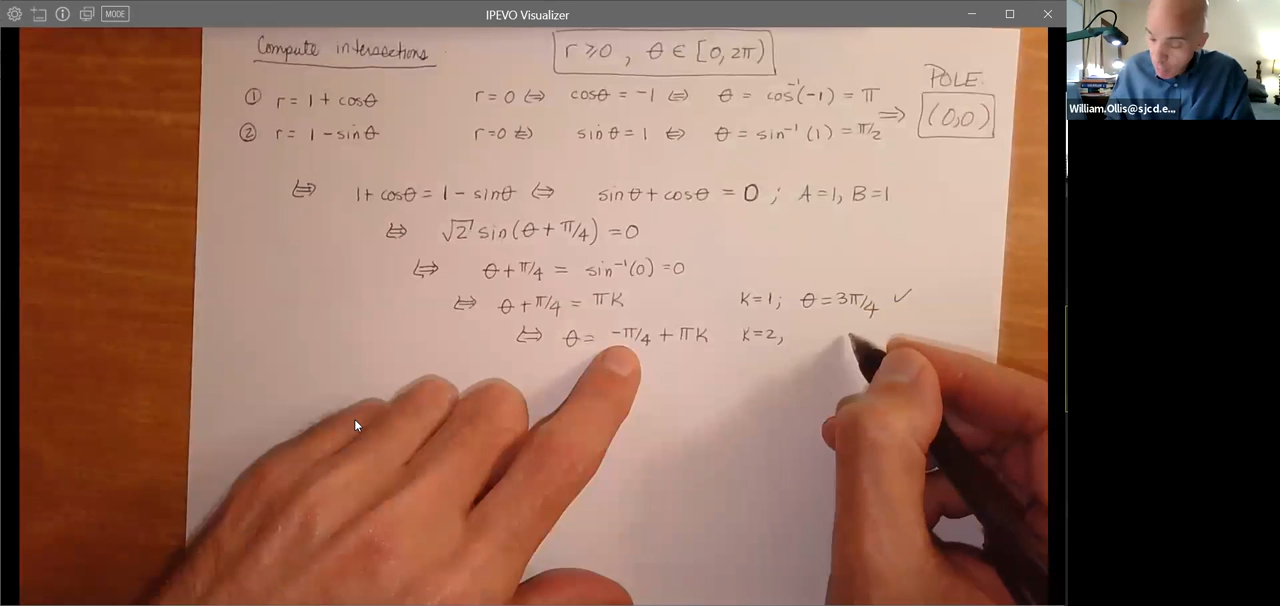 IPEVO Visualizer
MODE
William.Ollis@sjcd.e...
Compute intersections
r ≥ 0 , θ ∈ [0, 2π)
POLE
(0,0)
① r = 1 + cosθ r = 0 ⇔ cosθ = -1 ⇔ θ = cos⁻¹(-1) = π
② r = 1 - sinθ r = 0 ⇔ sinθ = 1 ⇔ θ = sin⁻¹(1) = π/2 ⇒
⇔ 1 + cosθ = 1 - sinθ ⇔ sinθ + cosθ = 0 ; A=1, B=1
⇔ √2 sin(θ + π/4) = 0
⇔ θ + π/4 = sin⁻¹(0) = 0
⇔ θ + π/4 = πK K=1; θ = 3π/4 ✓
⇔ θ = -π/4 + πK K=2,